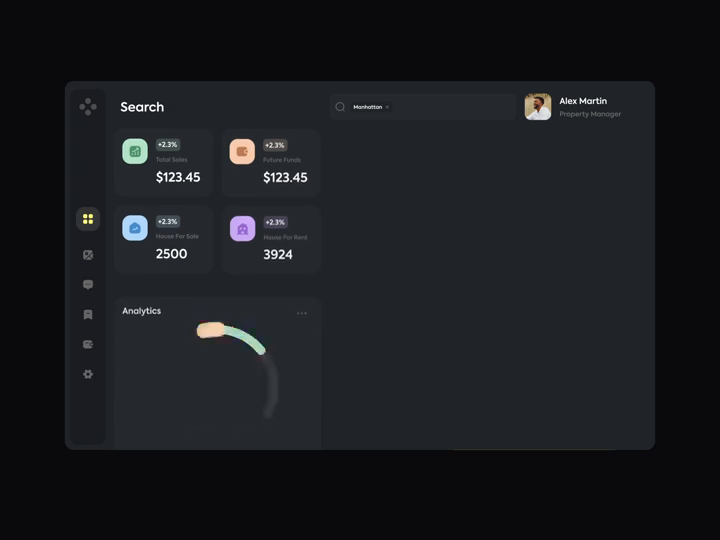 Search
Manhattan ×
Alex Martin
Property Manager
+2.3%
Total Sales
$123.45
+2.3%
Future Funds
$123.45
+2.3%
House For Sale
2500
+2.3%
House For Rent
3924
Analytics